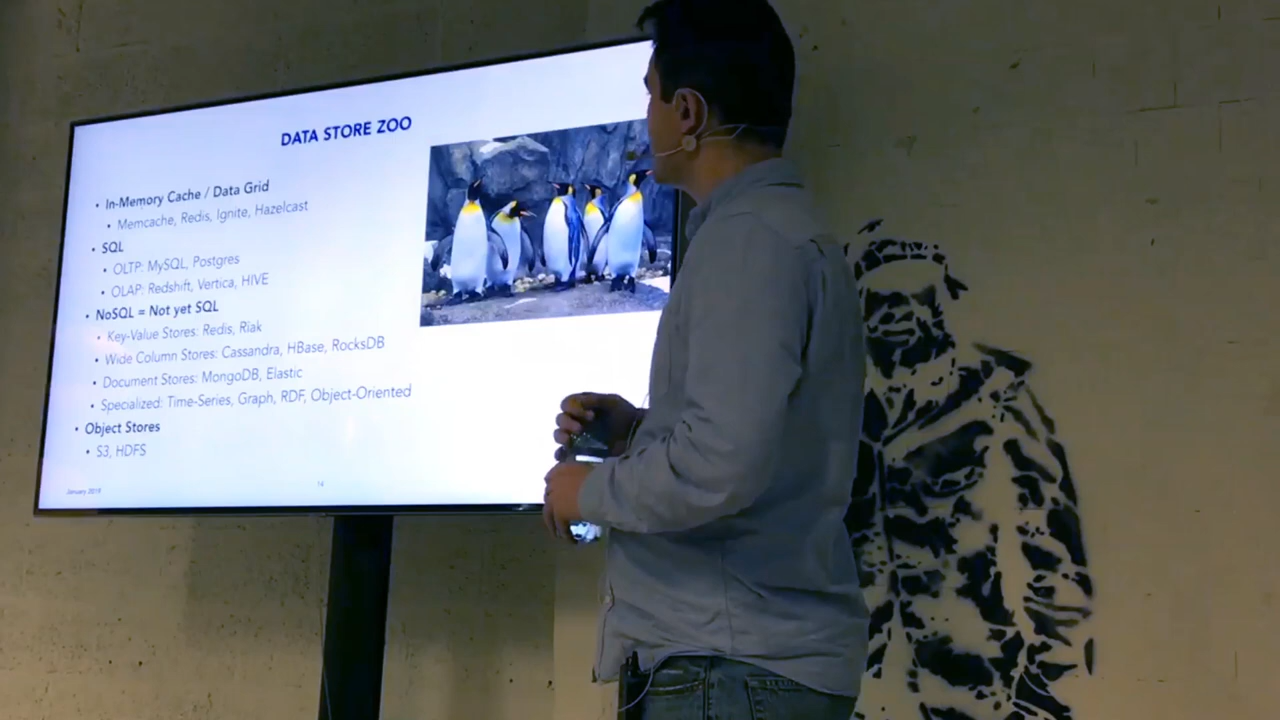 DATA STORE ZOO
• In-Memory Cache / Data Grid
• Memcache, Redis, Ignite, Hazelcast
• SQL
• OLTP: MySQL, Postgres
• OLAP: Redshift, Vertica, HIVE
• NoSQL = Not yet SQL
• Key-Value Stores: Redis, Riak
• Wide Column Stores: Cassandra, HBase, RocksDB
• Document Stores: MongoDB, Elastic
• Specialized: Time-Series, Graph, RDF, Object-Oriented
• Object Stores
• S3, HDFS
January 2019
14